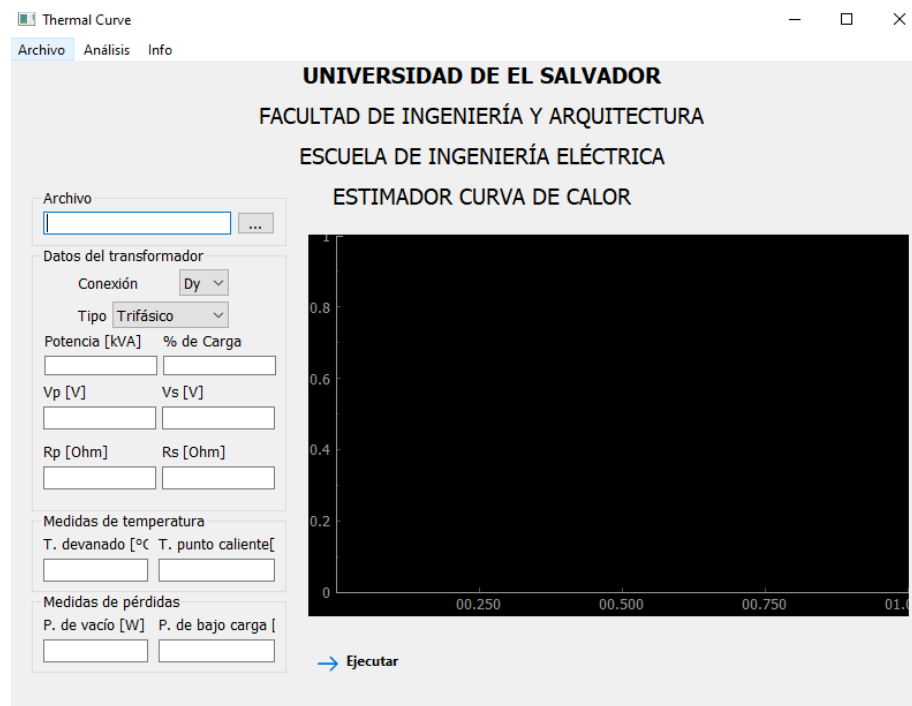 Thermal Curve
Archivo Análisis Info
UNIVERSIDAD DE EL SALVADOR
FACULTAD DE INGENIERÍA Y ARQUITECTURA
ESCUELA DE INGENIERÍA ELÉCTRICA
ESTIMADOR CURVA DE CALOR
Archivo
...
Datos del transformador
Conexión Dy
Tipo Trifásico
Potencia [kVA] % de Carga
Vp [V] Vs [V]
Rp [Ohm] Rs [Ohm]
Medidas de temperatura
T. devanado [º T. punto caliente[
Medidas de pérdidas
P. de vacío [W] P. de bajo carga [
1
0.8
0.6
0.4
0.2
0
00.250 00.500 00.750 01.0
Ejecutar